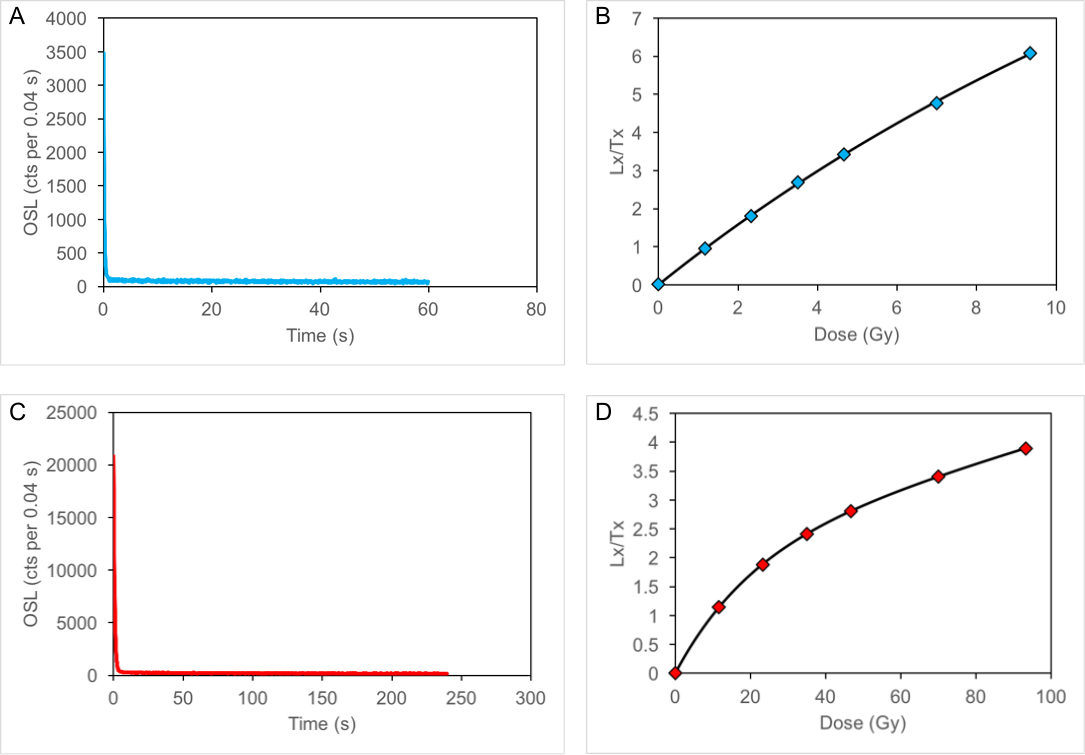 A
OSL (cts per 0.04 s)
4000
3500
3000
2500
2000
1500
1000
500
0
0 20 40 60 80
Time (s)
B
Lx/Tx
7
6
5
4
3
2
1
0
0 2 4 6 8 10
Dose (Gy)
C
OSL (cts per 0.04 s)
25000
20000
15000
10000
5000
0
0 50 100 150 200 250 300
Time (s)
D
Lx/Tx
4.5
4
3.5
3
2.5
2
1.5
1
0.5
0
0 20 40 60 80 100
Dose (Gy)